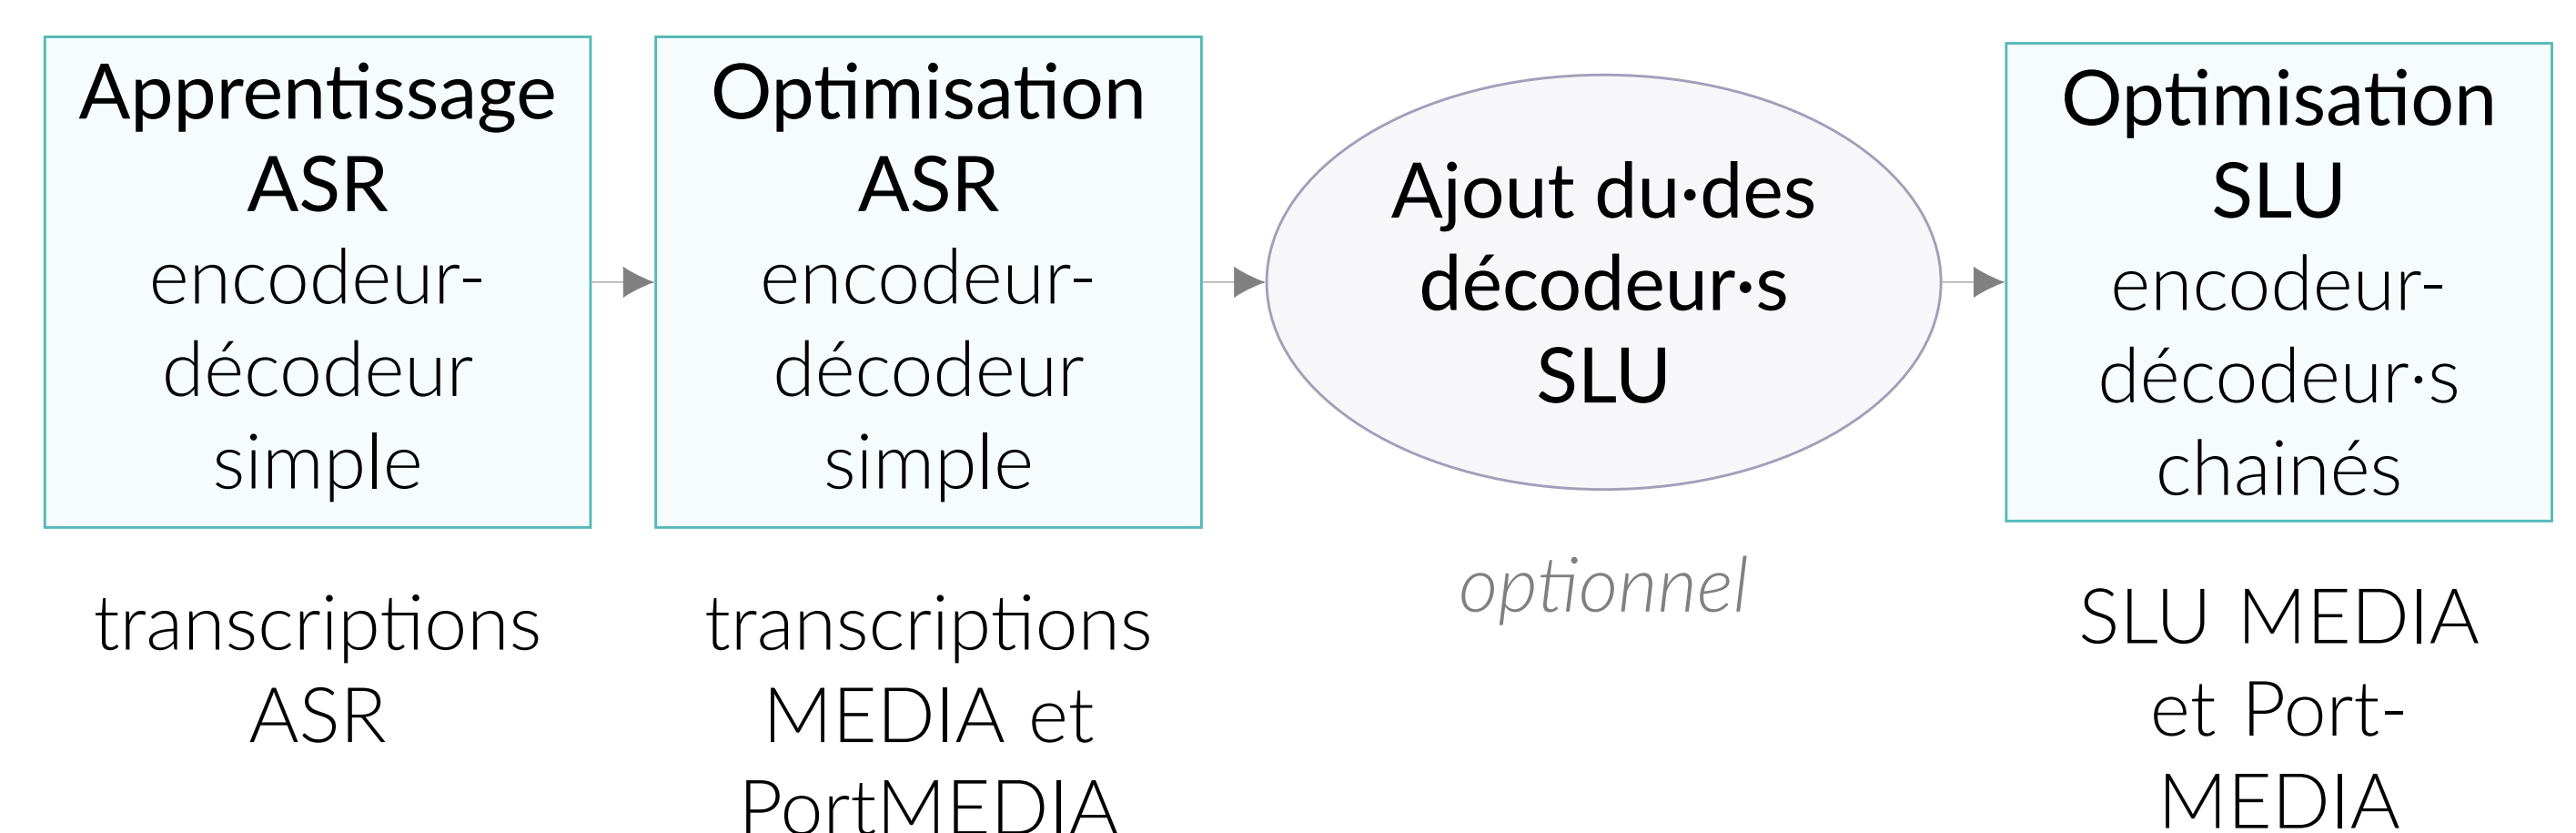 Apprentissage
ASR
encodeur-
décodeur
simple
transcriptions
ASR
Optimisation
ASR
encodeur-
décodeur
simple
transcriptions
MEDIA et
PortMEDIA
Ajout du·des
décodeur·s
SLU
optionnel
Optimisation
SLU
encodeur-
décodeur·s
chainés
SLU MEDIA
et Port-
MEDIA